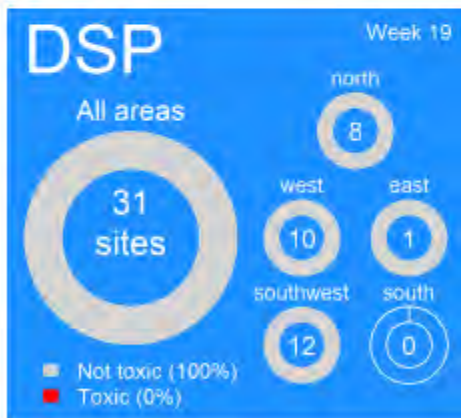 DSP
Week 19
All areas
31
sites
north
8
west
10
east
1
southwest
12
south
0
Not toxic (100%)
Toxic (0%)